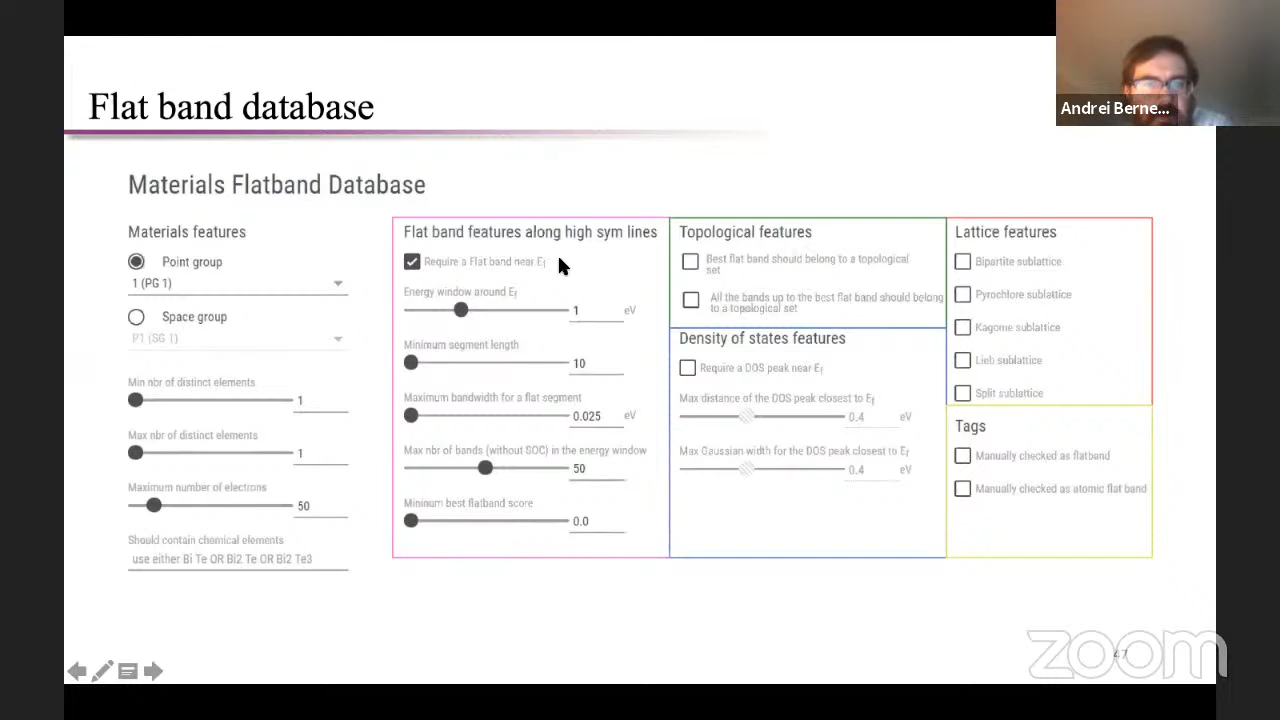 Flat band database
Andrei Berne...
Materials Flatband Database
Materials features
Point group
1 (PG 1)
Space group
P1 (SG 1)
Min nbr of distinct elements
1
Max nbr of distinct elements
1
Maximum number of electrons
50
Should contain chemical elements
use either Bi Te OR Bi2 Te OR Bi2 Te3
Flat band features along high sym lines
Require a Flat band near Ef
Energy window around Ef
1 eV
Minimum segment length
10
Maximum bandwidth for a flat segment
0.025 eV
Max nbr of bands (without SOC) in the energy window
50
Mininum best flatband score
0.0
Topological features
Best flat band should belong to a topological
set
All the bands up to the best flat band should belong
to a topological set
Density of states features
Require a DOS peak near Ef
Max distance of the DOS peak closest to Ef
0.4 eV
Max Gaussian width for the DOS peak closest to Ef
0.4 eV
Lattice features
Bipartite sublattice
Pyrochlore sublattice
Kagome sublattice
Lieb sublattice
Split sublattice
Tags
Manually checked as flatband
Manually checked as atomic flat band
zoom
47